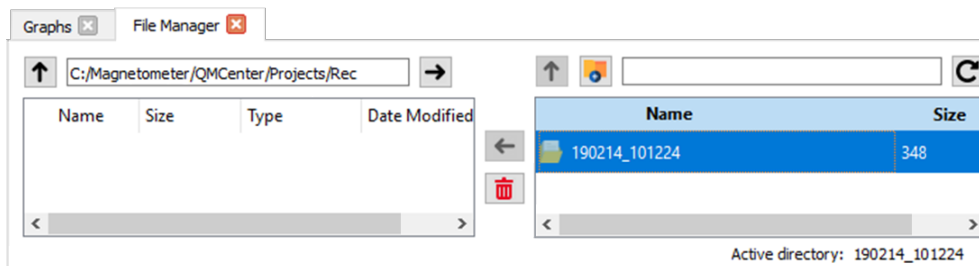 Graphs File Manager
C:/Magnetometer/QMCenter/Projects/Rec
Name Size Type Date Modified Name Size
190214_101224 348
Active directory: 190214_101224